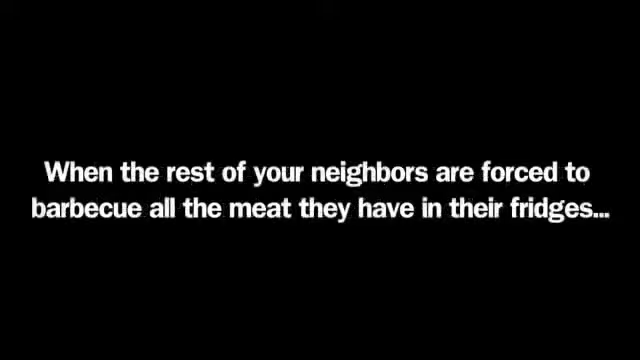 When the rest of your neighbors are forced to
barbecue all the meat they have in their fridges...